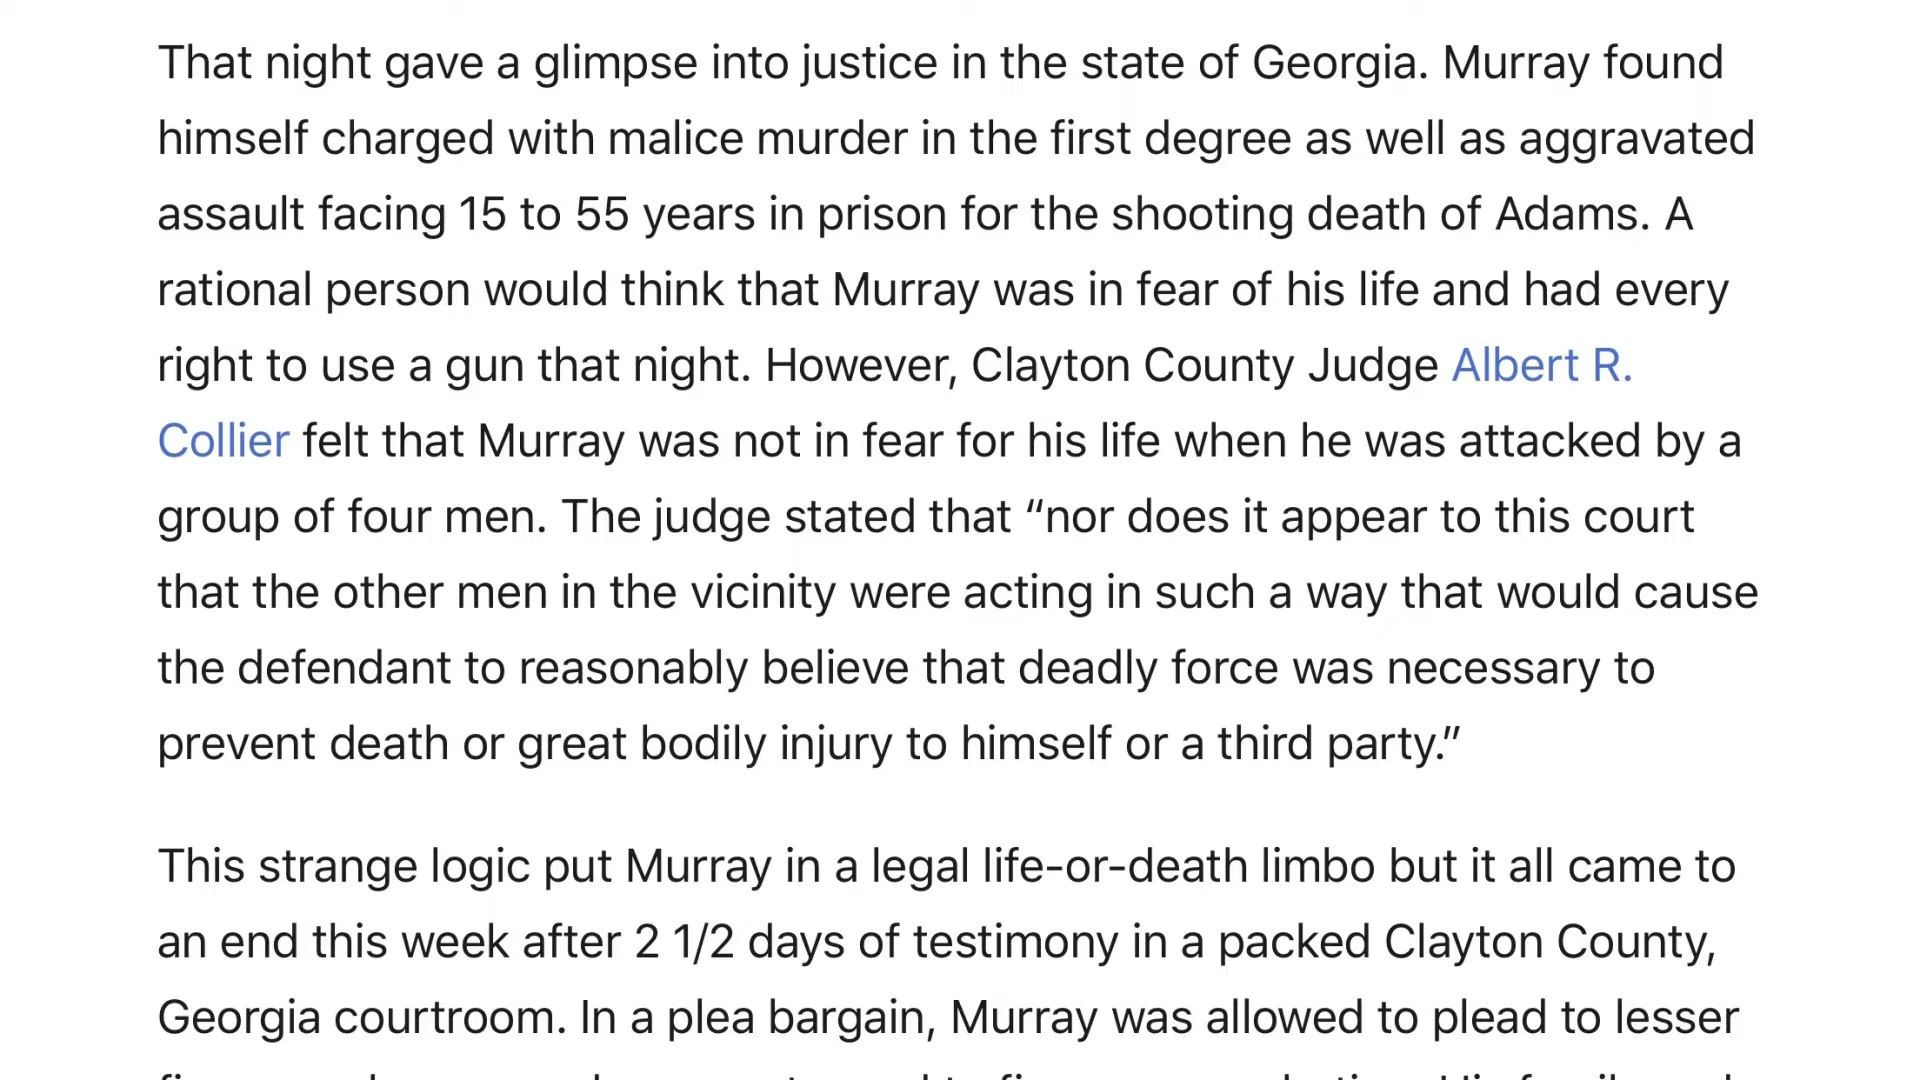 That night gave a glimpse into justice in the state of Georgia. Murray found
himself charged with malice murder in the first degree as well as aggravated
assault facing 15 to 55 years in prison for the shooting death of Adams. A
rational person would think that Murray was in fear of his life and had every
right to use a gun that night. However, Clayton County Judge Albert R.
Collier felt that Murray was not in fear for his life when he was attacked by a
group of four men. The judge stated that “nor does it appear to this court
that the other men in the vicinity were acting in such a way that would cause
the defendant to reasonably believe that deadly force was necessary to
prevent death or great bodily injury to himself or a third party.”
This strange logic put Murray in a legal life-or-death limbo but it all came to
an end this week after 2 1/2 days of testimony in a packed Clayton County,
Georgia courtroom. In a plea bargain, Murray was allowed to plead to lesser